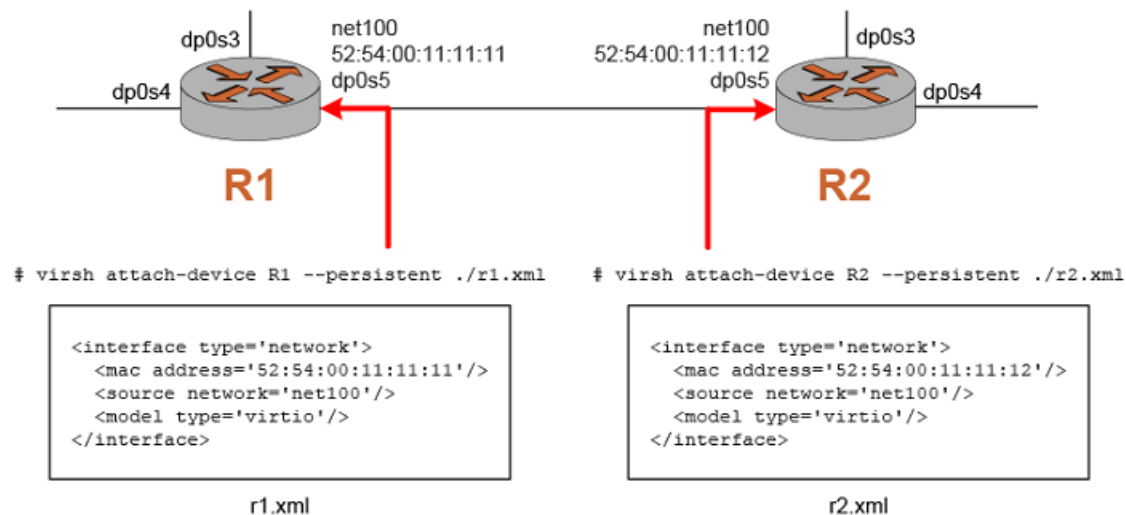 dp0s3
net100
52:54:00:11:11:11
dp0s5
dp0s4
R1
net100
52:54:00:11:11:12
dp0s5
dp0s3
dp0s4
R2
# virsh attach-device R1 --persistent ./r1.xml
<interface type='network'>
<mac address='52:54:00:11:11:11'/>
<source network='net100'/>
<model type='virtio'/>
</interface>
r1.xml
# virsh attach-device R2 --persistent ./r2.xml
<interface type='network'>
<mac address='52:54:00:11:11:12'/>
<source network='net100'/>
<model type='virtio'/>
</interface>
r2.xml